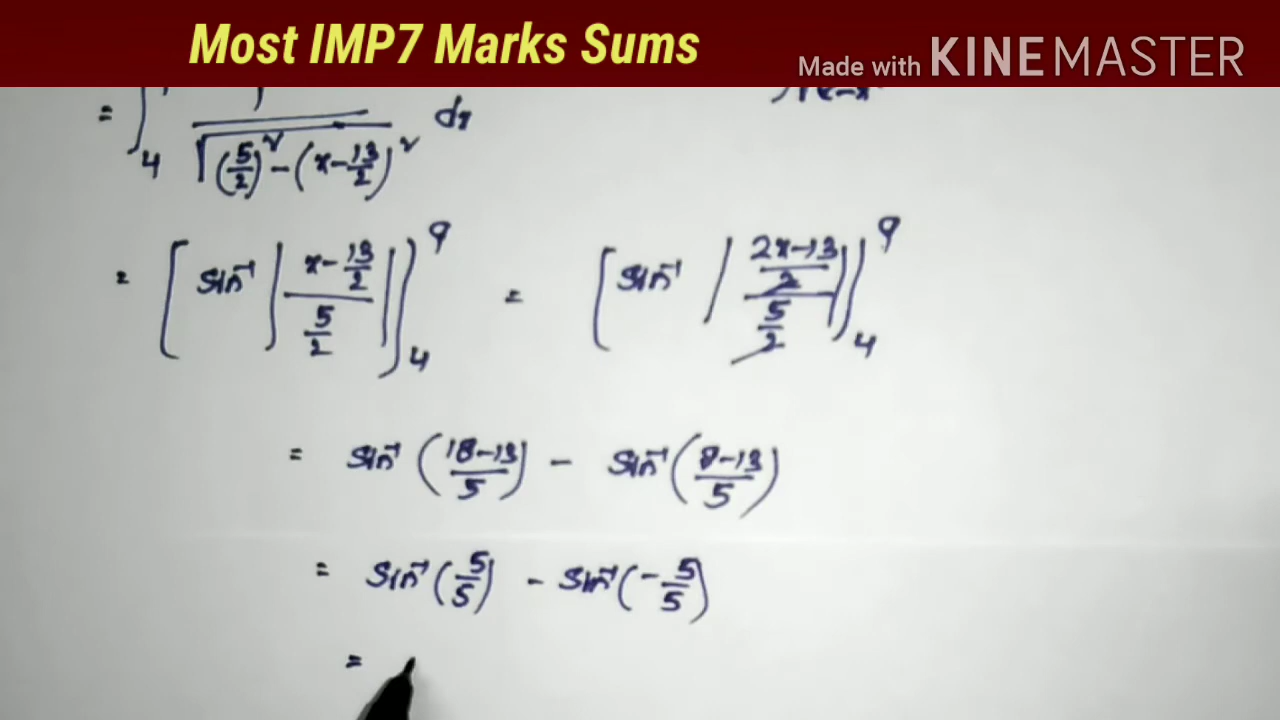 Most IMP7 Marks Sums
Made with KINEMASTER
= ∫₄ 1/√((5/2)² - (x - 13/2)²) dx
= [sin⁻¹ |(x - 13/2)/(5/2)|]₄⁹ = [sin⁻¹ |((2x - 13)/2)/(5/2)|]₄⁹
= sin⁻¹((18-13)/5) - sin⁻¹((8-13)/5)
= sin⁻¹(5/5) - sin⁻¹(-5/5)
=